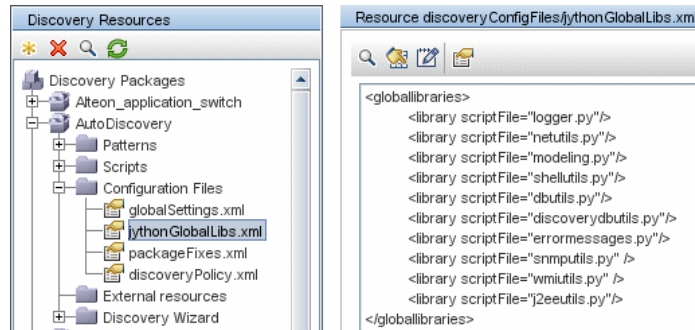 Discovery Resources
Discovery Packages
Alteon_application_switch
AutoDiscovery
Patterns
Scripts
Configuration Files
globalSettings.xml
jythonGlobalLibs.xml
packageFixes.xml
discoveryPolicy.xml
External resources
Discovery Wizard
Resource discoveryConfigFiles/jythonGlobalLibs.xm
<globallibraries>
<library scriptFile="logger.py"/>
<library scriptFile="netutils.py"/>
<library scriptFile="modeling.py"/>
<library scriptFile="shellutils.py"/>
<library scriptFile="dbutils.py"/>
<library scriptFile="discoverydbutils.py"/>
<library scriptFile="errormessages.py"/>
<library scriptFile="snmputils.py" />
<library scriptFile="wmiutils.py" />
<library scriptFile="j2eeutils.py"/>
</globallibraries>